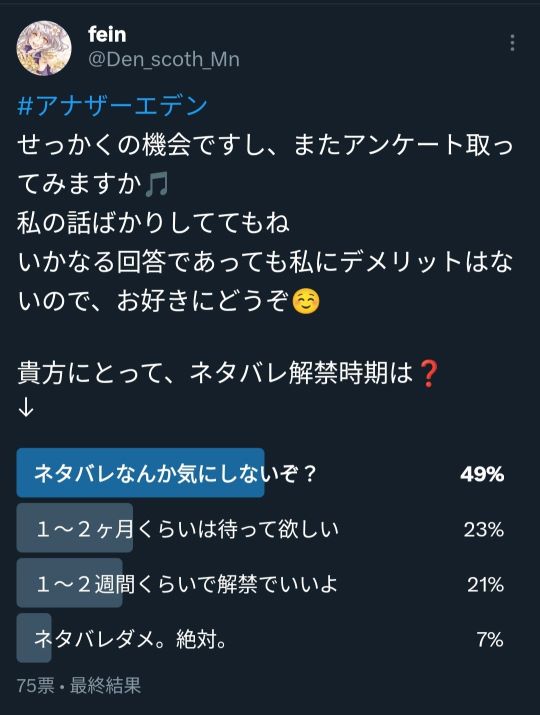 fein
@Den_scoth_Mn
#アナザーエデン
せっかくの機会ですし、またアンケート取っ
てみますか🎵
私の話ばかりしててもね
いかなる回答であっても私にデメリットはな
いので、お好きにどうぞ☺️
貴方にとって、ネタバレ解禁時期は❓
↓
ネタバレなんか気にしないぞ？ 49%
１～２ヶ月くらいは待って欲しい 23%
１～２週間くらいで解禁でいいよ 21%
ネタバレダメ。絶対。 7%
75票・最終結果